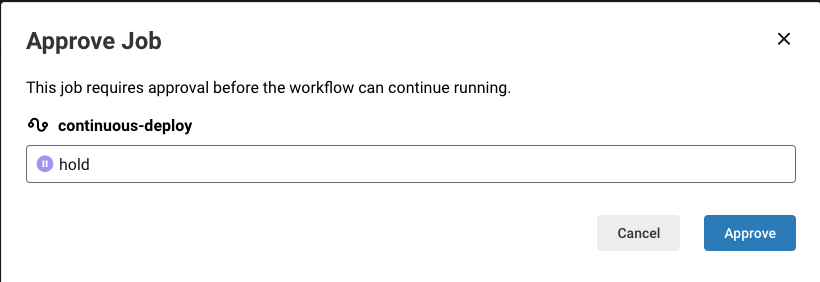 Approve Job
This job requires approval before the workflow can continue running.
continuous-deploy
hold
Cancel
Approve